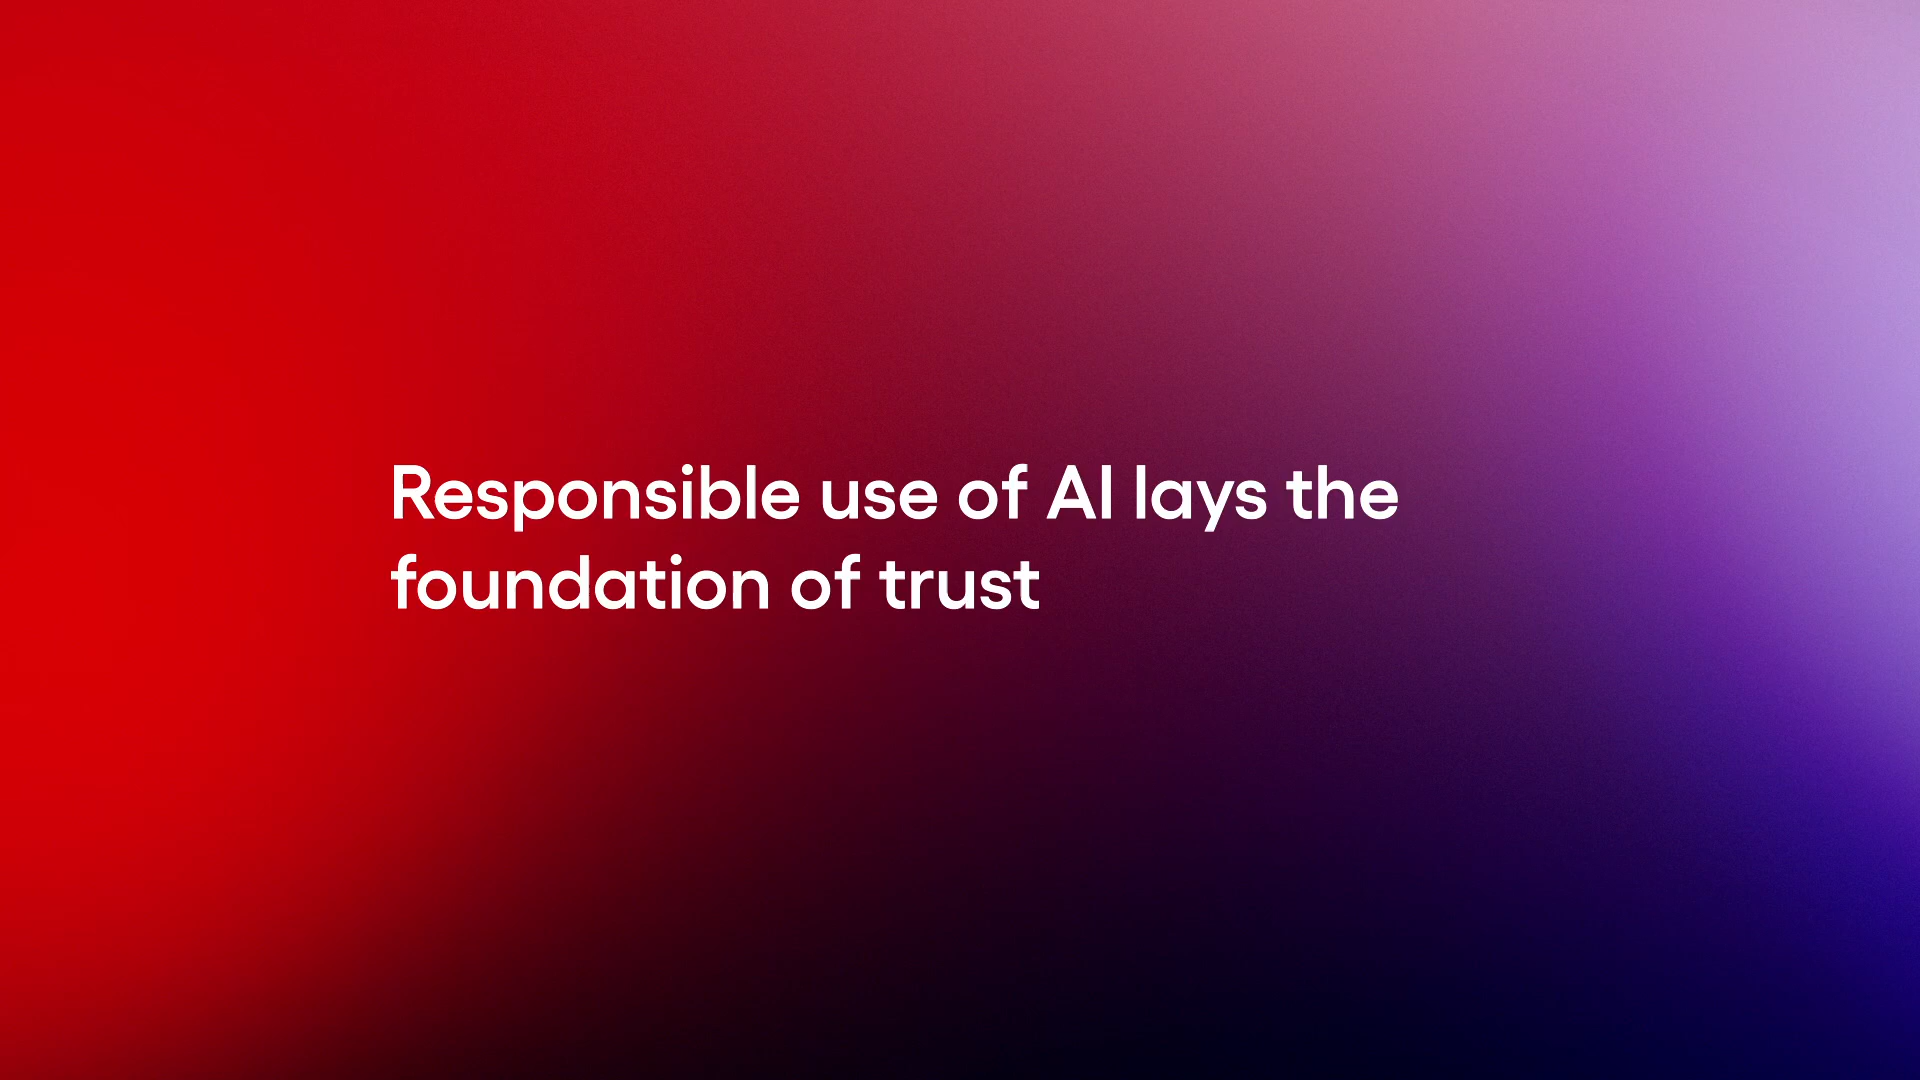 Responsible use of AI lays the
foundation of trust